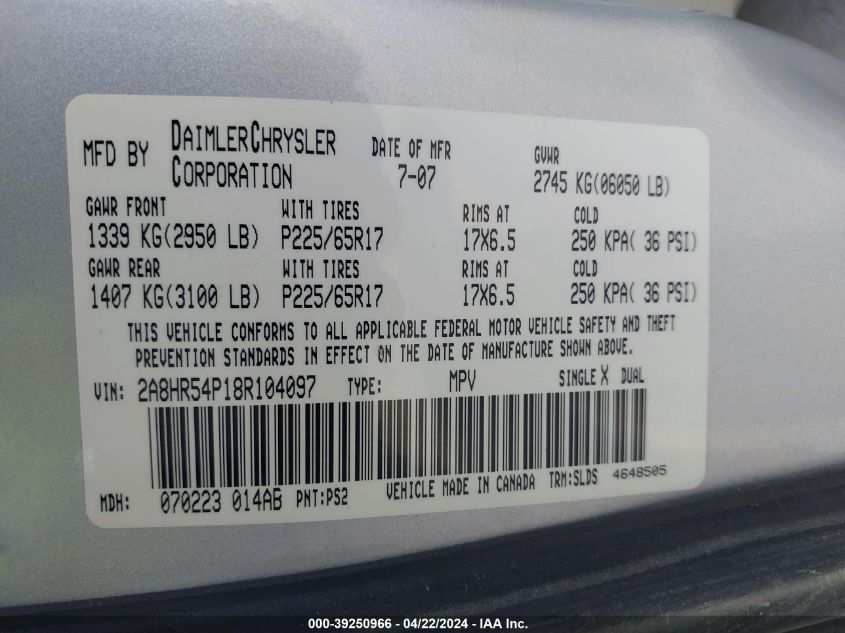 MFD BY DAIMLERCHRYSLER CORPORATION DATE OF MFR 7-07 GVWR 2745 KG(06050 LB)
GAWR FRONT WITH TIRES RIMS AT COLD
1339 KG(2950 LB) P225/65R17 17X6.5 250 KPA( 36 PSI)
GAWR REAR WITH TIRES RIMS AT COLD
1407 KG(3100 LB) P225/65R17 17X6.5 250 KPA( 36 PSI)
THIS VEHICLE CONFORMS TO ALL APPLICABLE FEDERAL MOTOR VEHICLE SAFETY AND THEFT
PREVENTION STANDARDS IN EFFECT ON THE DATE OF MANUFACTURE SHOWN ABOVE.
VIN: 2A8HR54P18R104097 TYPE: MPV SINGLE X DUAL
MDH: 070223 014AB PNT:PS2 VEHICLE MADE IN CANADA TRM:SLDS 4648505
000-39250966 - 04/22/2024 - IAA Inc.